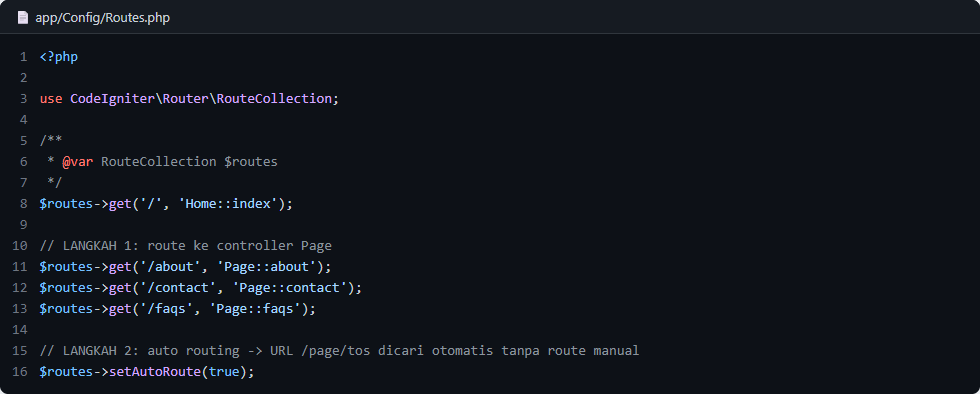 app/Config/Routes.php
1 <?php
2
3 use CodeIgniter\Router\RouteCollection;
4
5 /**
6  * @var RouteCollection $routes
7  */
8 $routes->get('/', 'Home::index');
9
10 // LANGKAH 1: route ke controller Page
11 $routes->get('/about', 'Page::about');
12 $routes->get('/contact', 'Page::contact');
13 $routes->get('/faqs', 'Page::faqs');
14
15 // LANGKAH 2: auto routing -> URL /page/tos dicari otomatis tanpa route manual
16 $routes->setAutoRoute(true);